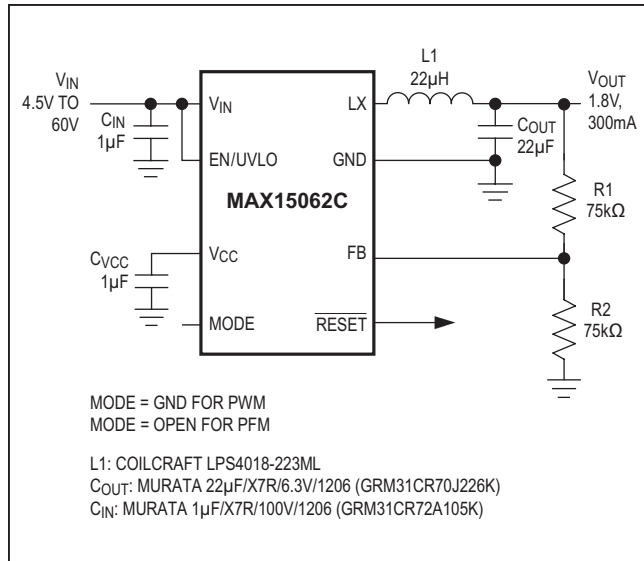 L1
22µH
VIN
4.5V TO
60V
CIN
1µF
VIN
LX
VOUT
1.8V,
300mA
COUT
22µF
EN/UVLO
GND
MAX15062C
R1
75kΩ
CVCC
1µF
VCC
FB
R2
75kΩ
MODE
RESET
MODE = GND FOR PWM
MODE = OPEN FOR PFM
L1: COILCRAFT LPS4018-223ML
COUT: MURATA 22µF/X7R/6.3V/1206 (GRM31CR70J226K)
CIN: MURATA 1µF/X7R/100V/1206 (GRM31CR72A105K)